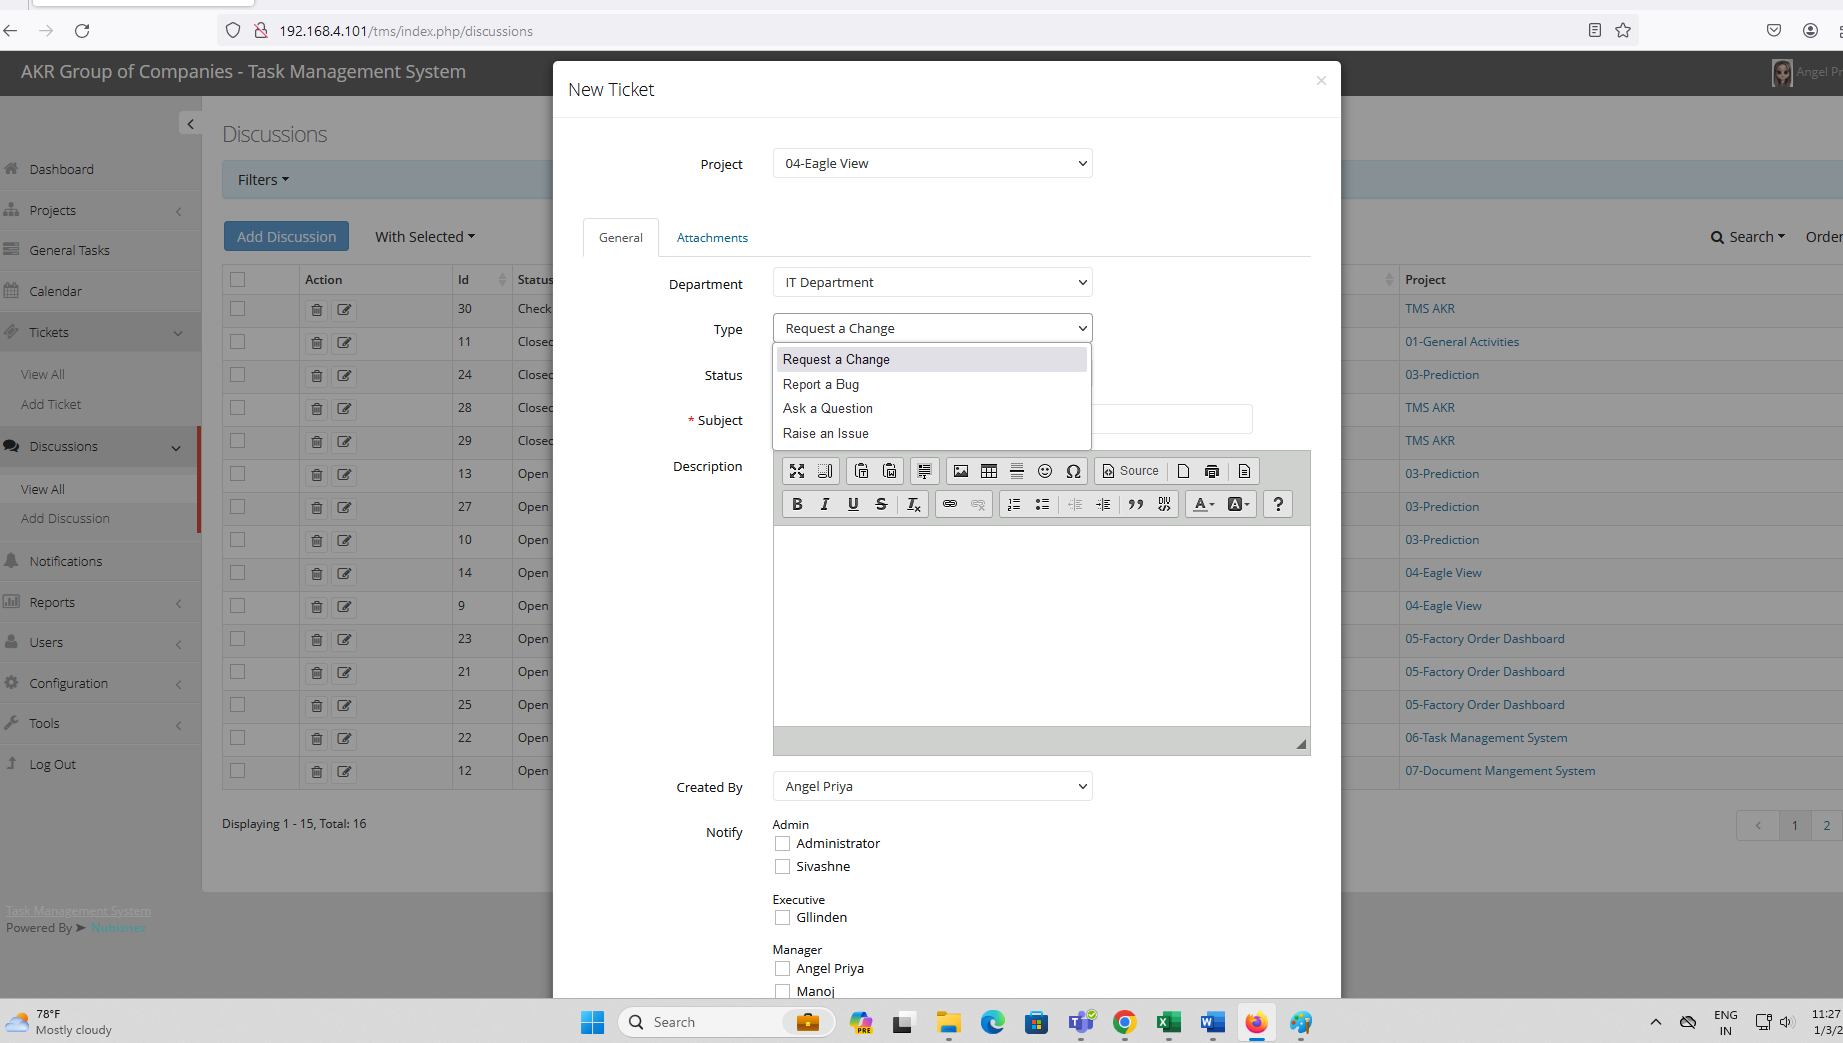 192.168.4.101/tms/index.php/discussions
AKR Group of Companies - Task Management System
Angel Pr
Dashboard
Projects
General Tasks
Calendar
Tickets
View All
Add Ticket
Discussions
View All
Add Discussion
Notifications
Reports
Users
Configuration
Tools
Log Out
Task Management System
Powered By ➤ Nubiznez
Discussions
Filters
Add Discussion
With Selected
Search
Order
Action Id Status Project
30 Check TMS AKR
11 Closed 01-General Activities
24 Closed 03-Prediction
28 Closed TMS AKR
29 Closed TMS AKR
13 Open 03-Prediction
27 Open 03-Prediction
10 Open 03-Prediction
14 Open 04-Eagle View
9 Open 04-Eagle View
23 Open 05-Factory Order Dashboard
21 Open 05-Factory Order Dashboard
25 Open 05-Factory Order Dashboard
22 Open 06-Task Management System
12 Open 07-Document Mangement System
Displaying 1 - 15, Total: 16
1 2
New Ticket
×
Project 04-Eagle View
General Attachments
Department IT Department
Type Request a Change
Request a Change
Report a Bug
Ask a Question
Raise an Issue
Status
* Subject
Description
Source
B I U S Tx
DIV
A A ?
Created By Angel Priya
Notify
Admin
Administrator
Sivashne
Executive
Gllinden
Manager
Angel Priya
Manoj
78°F
Mostly cloudy
Search
PRE
ENG
IN
11:27
1/3/2